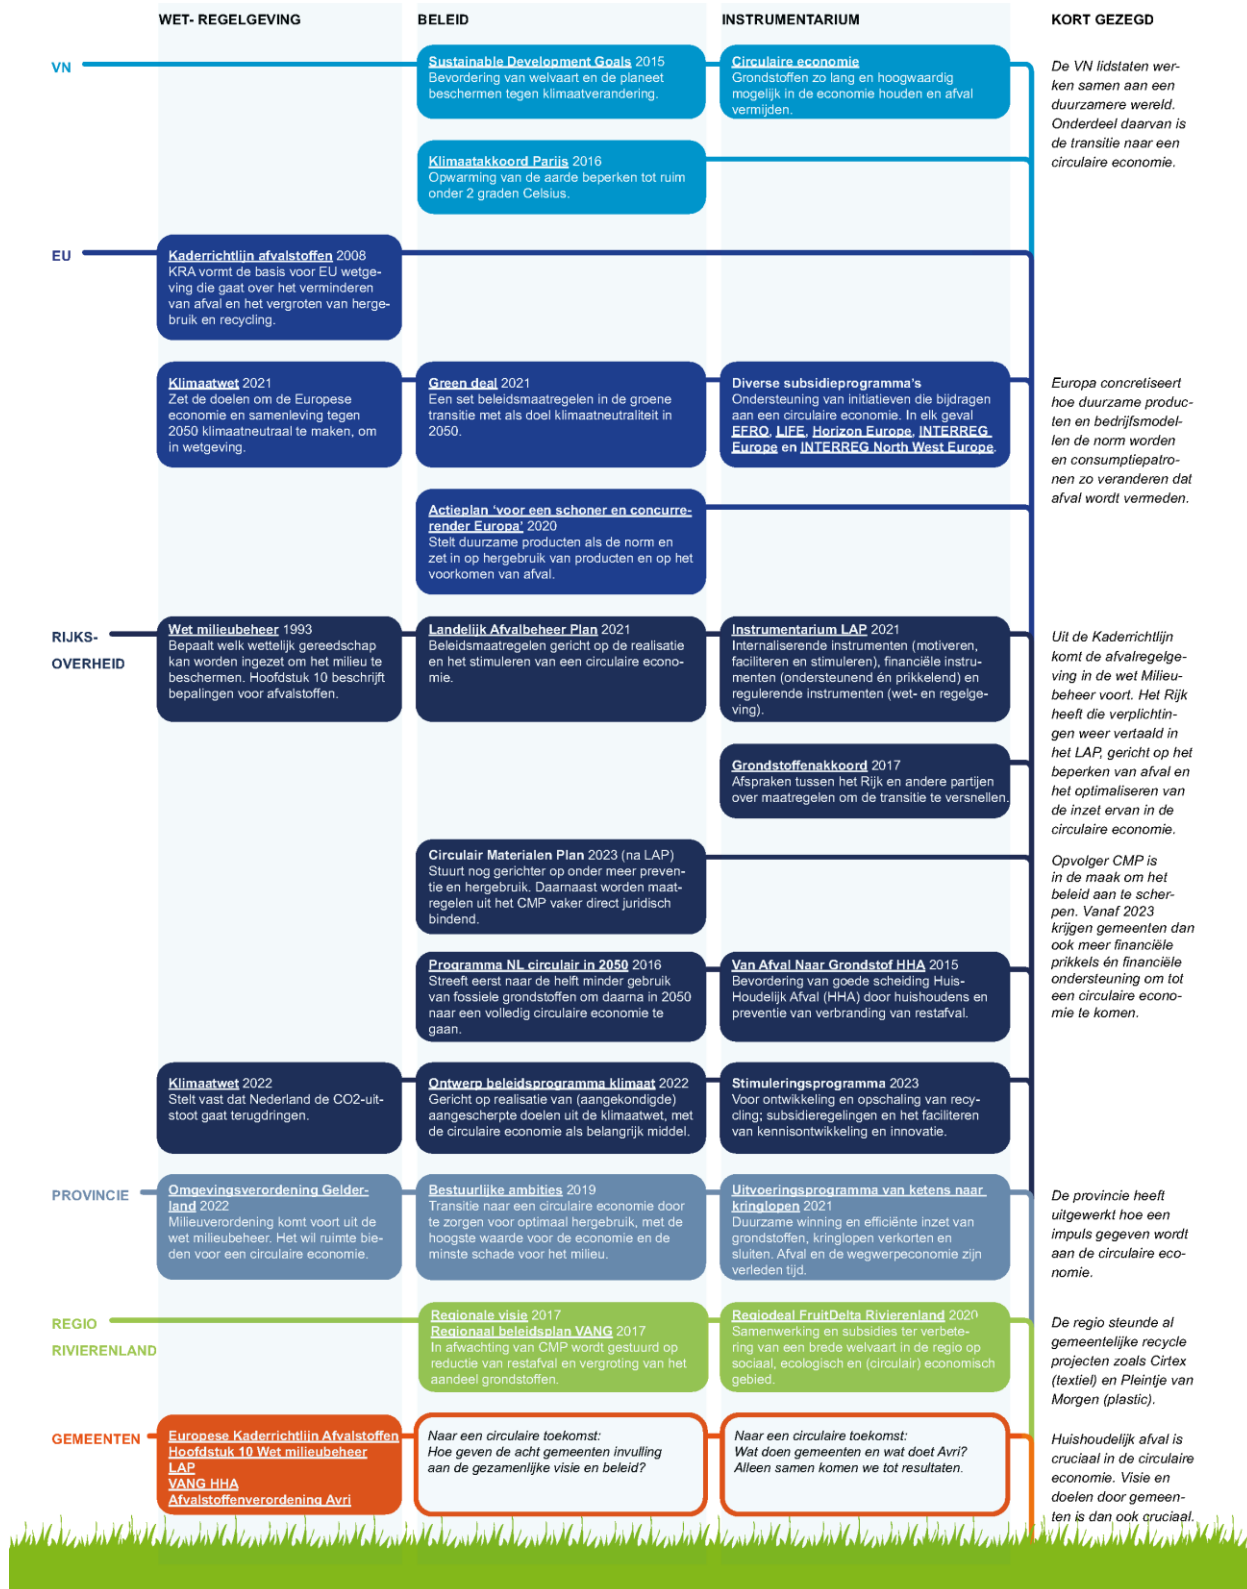 WET- REGELGEVING
BELEID
INSTRUMENTARIUM
KORT GEZEGD
VN
Sustainable Development Goals 2015
Bevordering van welvaart en de planeet
beschermen tegen klimaatverandering.
Circulaire economie
Grondstoffen zo lang en hoogwaardig
mogelijk in de economie houden en afval
vermijden.
De VN lidstaten wer-
ken samen aan een
duurzamere wereld.
Onderdeel daarvan is
de transitie naar een
circulaire economie.
Klimaatakkoord Parijs 2016
Opwarming van de aarde beperken tot ruim
onder 2 graden Celsius.
EU
Kaderrichtlijn afvalstoffen 2008
KRA vormt de basis voor EU wetge-
ving die gaat over het verminderen
van afval en het vergroten van herge-
bruik en recycling.
Klimaatwet 2021
Zet de doelen om de Europese
economie en samenleving tegen
2050 klimaatneutraal te maken, om
in wetgeving.
Green deal 2021
Een set beleidsmaatregelen in de groene
transitie met als doel klimaatneutraliteit in
2050.
Diverse subsidieprogramma's
Ondersteuning van initiatieven die bijdragen
aan een circulaire economie. In elk geval
EFRO, LIFE, Horizon Europe, INTERREG
Europe en INTERREG North West Europe.
Europa concretiseert
hoe duurzame produc-
ten en bedrijfsmodel-
len de norm worden
en consumptiepatro-
nen zo veranderen dat
afval wordt vermeden.
Actieplan ‘voor een schoner en concurre-
render Europa’ 2020
Stelt duurzame producten als de norm en
zet in op hergebruik van producten en op het
voorkomen van afval.
RIJKS-
OVERHEID
Wet milieubeheer 1993
Bepaalt welk wettelijk gereedschap
kan worden ingezet om het milieu te
beschermen. Hoofdstuk 10 beschrijft
bepalingen voor afvalstoffen.
Landelijk Afvalbeheer Plan 2021
Beleidsmaatregelen gericht op de realisatie
en het stimuleren van een circulaire econo-
mie.
Instrumentarium LAP 2021
Internaliserende instrumenten (motiveren,
faciliteren en stimuleren), financiële instru-
menten (ondersteunend én prikkelend) en
regulerende instrumenten (wet- en regelge-
ving).
Uit de Kaderrichtlijn
komt de afvalregelge-
ving in de wet Milieu-
beheer voort. Het Rijk
heeft die verplichtin-
gen weer vertaald in
het LAP, gericht op het
beperken van afval en
het optimaliseren van
de inzet ervan in de
circulaire economie.
Grondstoffenakkoord 2017
Afspraken tussen het Rijk en andere partijen
over maatregelen om de transitie te versnellen.
Circulair Materialen Plan 2023 (na LAP)
Stuurt nog gerichter op onder meer preven-
tie en hergebruik. Daarnaast worden maat-
regelen uit het CMP vaker direct juridisch
bindend.
Opvolger CMP is
in de maak om het
beleid aan te scher-
pen. Vanaf 2023
krijgen gemeenten dan
ook meer financiële
prikkels én financiële
ondersteuning om tot
een circulaire econo-
mie te komen.
Programma NL circulair in 2050 2016
Streeft eerst naar de helft minder gebruik
van fossiele grondstoffen om daarna in 2050
naar een volledig circulaire economie te
gaan.
Van Afval Naar Grondstof HHA 2015
Bevordering van goede scheiding Huis-
Houdelijk Afval (HHA) door huishoudens en
preventie van verbranding van restafval.
Klimaatwet 2022
Stelt vast dat Nederland de CO2-uit-
stoot gaat terugdringen.
Ontwerp beleidsprogramma klimaat 2022
Gericht op realisatie van (aangekondigde)
aangescherpte doelen uit de klimaatwet, met
de circulaire economie als belangrijk middel.
Stimuleringsprogramma 2023
Voor ontwikkeling en opschaling van recy-
cling; subsidieregelingen en het faciliteren
van kennisontwikkeling en innovatie.
PROVINCIE
Omgevingsverordening Gelder-
land 2022
Milieuverordening komt voort uit de
wet milieubeheer. Het wil ruimte bie-
den voor een circulaire economie.
Bestuurlijke ambities 2019
Transitie naar een circulaire economie door
te zorgen voor optimaal hergebruik, met de
hoogste waarde voor de economie en de
minste schade voor het milieu.
Uitvoeringsprogramma van ketens naar
kringlopen 2021
Duurzame winning en efficiënte inzet van
grondstoffen, kringlopen verkorten en
sluiten. Afval en de wegwerpeconomie zijn
verleden tijd.
De provincie heeft
uitgewerkt hoe een
impuls gegeven wordt
aan de circulaire eco-
nomie.
REGIO
RIVIERENLAND
Regionale visie 2017
Regionaal beleidsplan VANG 2017
In afwachting van CMP wordt gestuurd op
reductie van restafval en vergroting van het
aandeel grondstoffen.
Regiodeal FruitDelta Rivierenland 2020
Samenwerking en subsidies ter verbete-
ring van een brede welvaart in de regio op
sociaal, ecologisch en (circulair) economisch
gebied.
De regio steunde al
gemeentelijke recycle
projecten zoals Cirtex
(textiel) en Pleintje van
Morgen (plastic).
GEMEENTEN
Europese Kaderrichtlijn Afvalstoffen
Hoofdstuk 10 Wet milieubeheer
LAP
VANG HHA
Afvalstoffenverordening Avri
Naar een circulaire toekomst:
Hoe geven de acht gemeenten invulling
aan de gezamenlijke visie en beleid?
Naar een circulaire toekomst:
Wat doen gemeenten en wat doet Avri?
Alleen samen komen we tot resultaten.
Huishoudelijk afval is
cruciaal in de circulaire
economie. Visie en
doelen door gemeen-
ten is dan ook cruciaal.